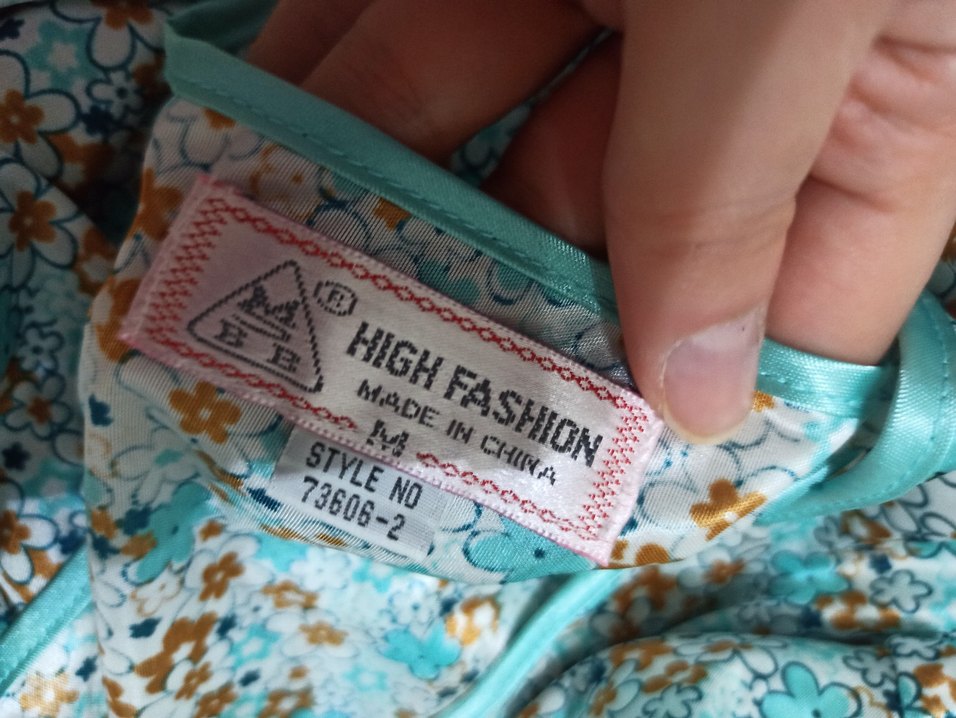 M
B B
®
HIGH FASHION
MADE IN CHINA
M
STYLE NO
73606-2